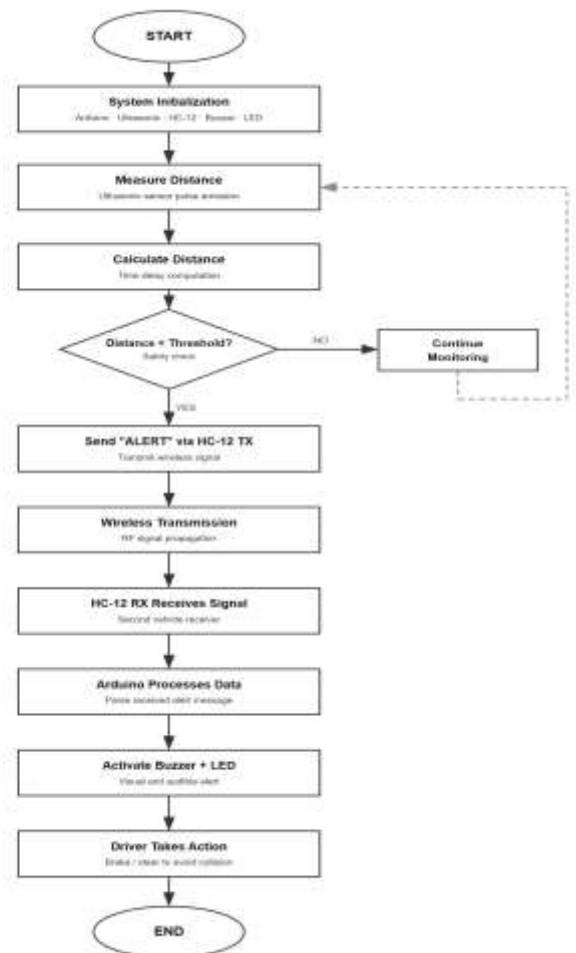 START
System Initialization
Arduino · Ultrasonic · HC-12 · Buzzer · LED
Measure Distance
Ultrasonic sensor pulse emission
Calculate Distance
Time delay computation
Distance < Threshold?
Safety check
NO
Continue
Monitoring
YES
Send "ALERT" via HC-12 TX
Transmit wireless signal
Wireless Transmission
RF signal propagation
HC-12 RX Receives Signal
Second vehicle receiver
Arduino Processes Data
Parse received alert message
Activate Buzzer + LED
Visual and audible alert
Driver Takes Action
Brake / steer to avoid collision
END